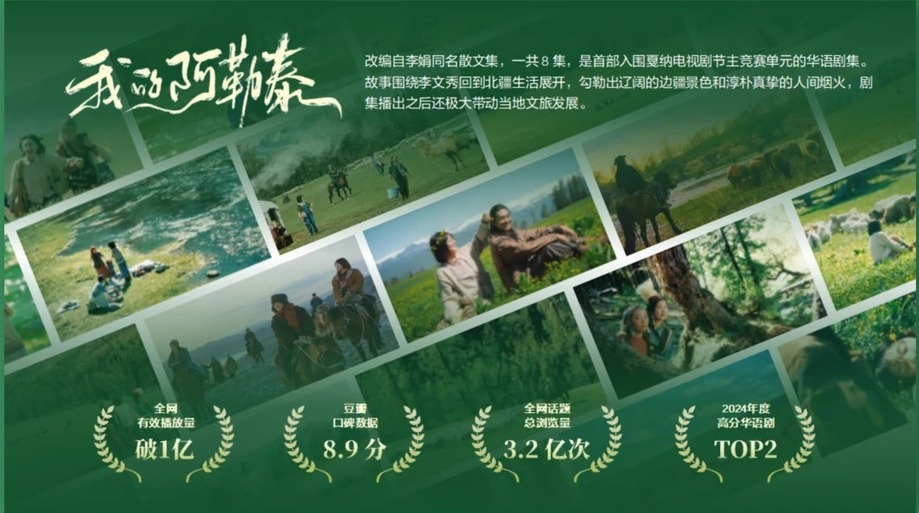 我的阿勒泰
改编自李娟同名散文集，一共8集，是首部入围戛纳电视剧节主竞赛单元的华语剧集。
故事围绕李文秀回到北疆生活展开，勾勒出辽阔的边疆景色和淳朴真挚的人间烟火，剧
集播出之后还极大带动当地文旅发展。
全网
有效播放量
破1亿
豆瓣
口碑数据
8.9分
全网话题
总浏览量
3.2亿次
2024年度
高分华语剧
TOP2